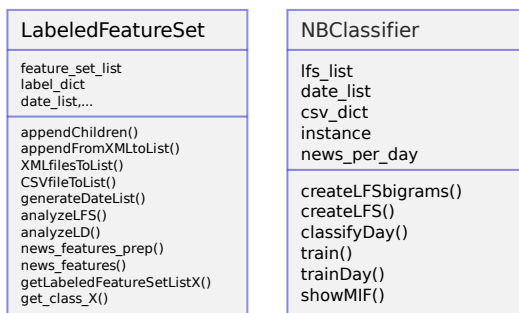 LabeledFeatureSet
feature_set_list
label_dict
date_list,...
appendChildren()
appendFromXMLtoList()
XMLfilesToList()
CSVfileToList()
generateDateList()
analyzeLFS()
analyzeLD()
news_features_prep()
news_features()
getLabeledFeatureSetListX()
get_class_X()
NBClassifier
lfs_list
date_list
csv_dict
instance
news_per_day
createLFSbigrams()
createLFS()
classifyDay()
train()
trainDay()
showMIF()